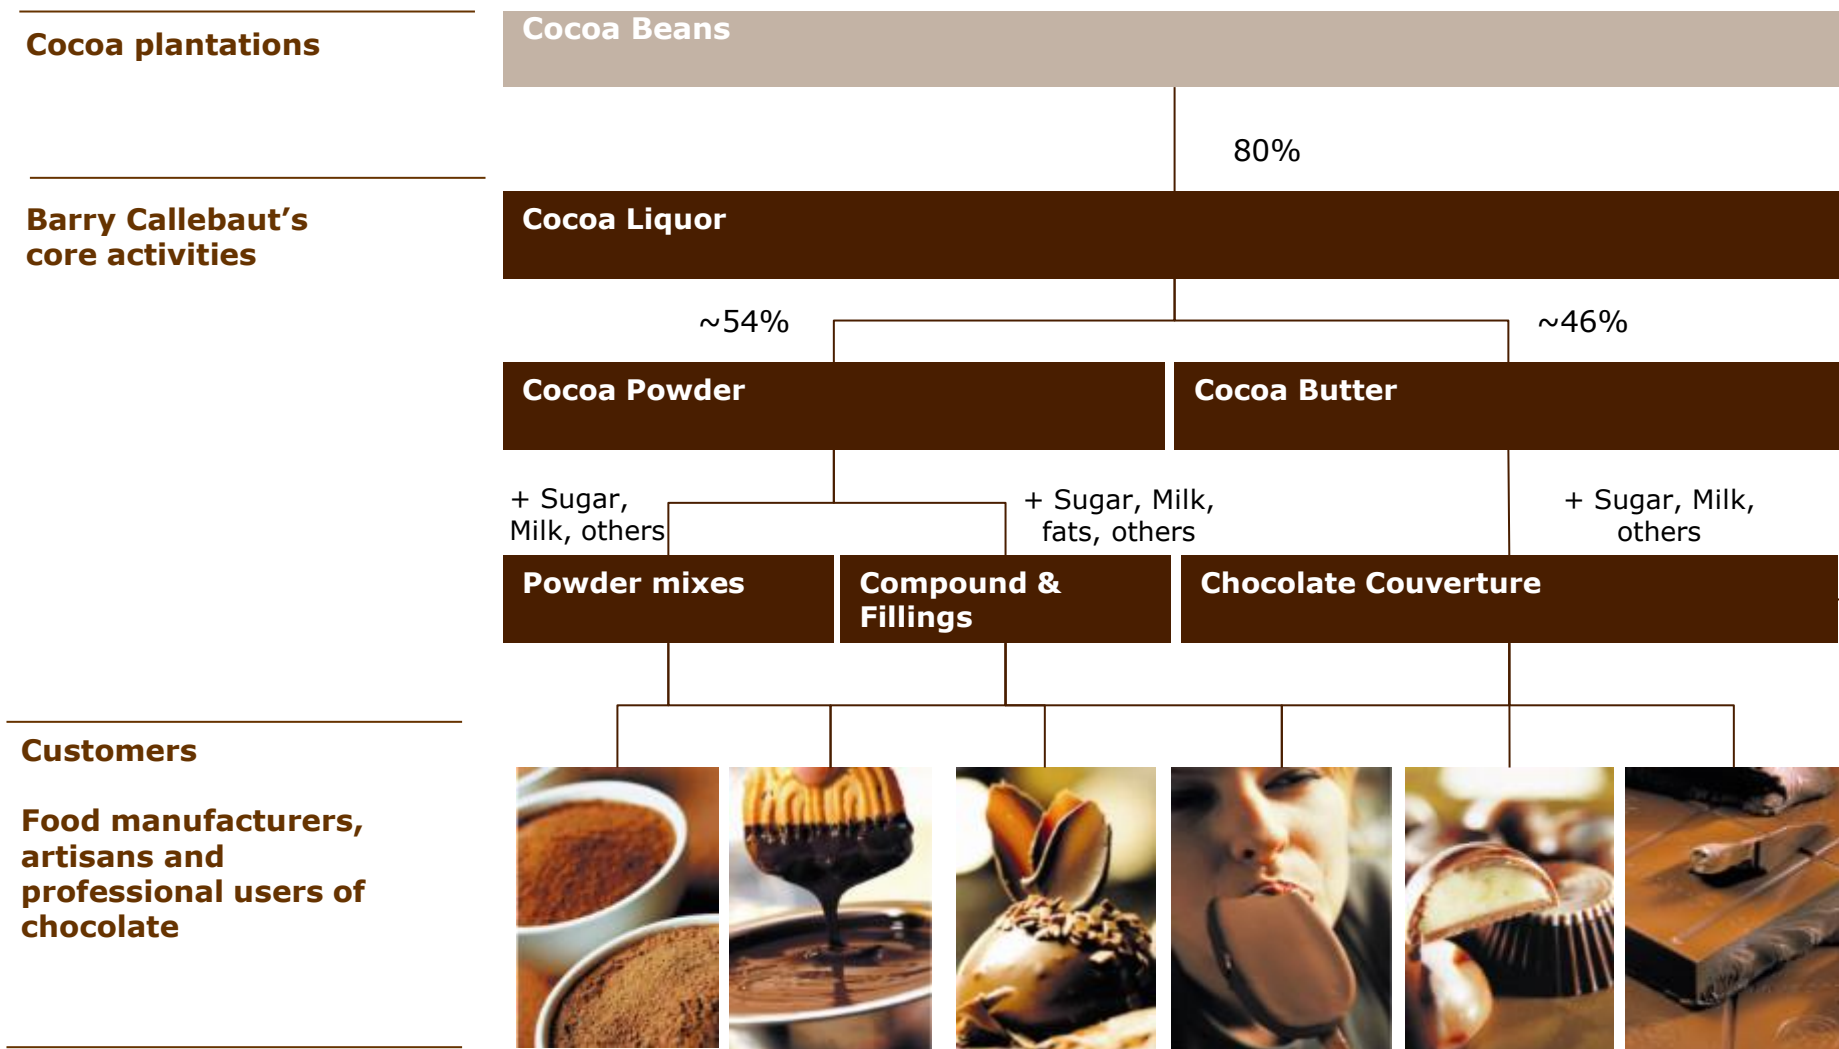 Cocoa plantations
Cocoa Beans
80%
Barry Callebaut’s
core activities
Cocoa Liquor
~54%
~46%
Cocoa Powder
Cocoa Butter
+ Sugar,
Milk, others
+ Sugar, Milk,
fats, others
+ Sugar, Milk,
others
Powder mixes
Compound &
Fillings
Chocolate Couverture
Customers
Food manufacturers,
artisans and
professional users of
chocolate